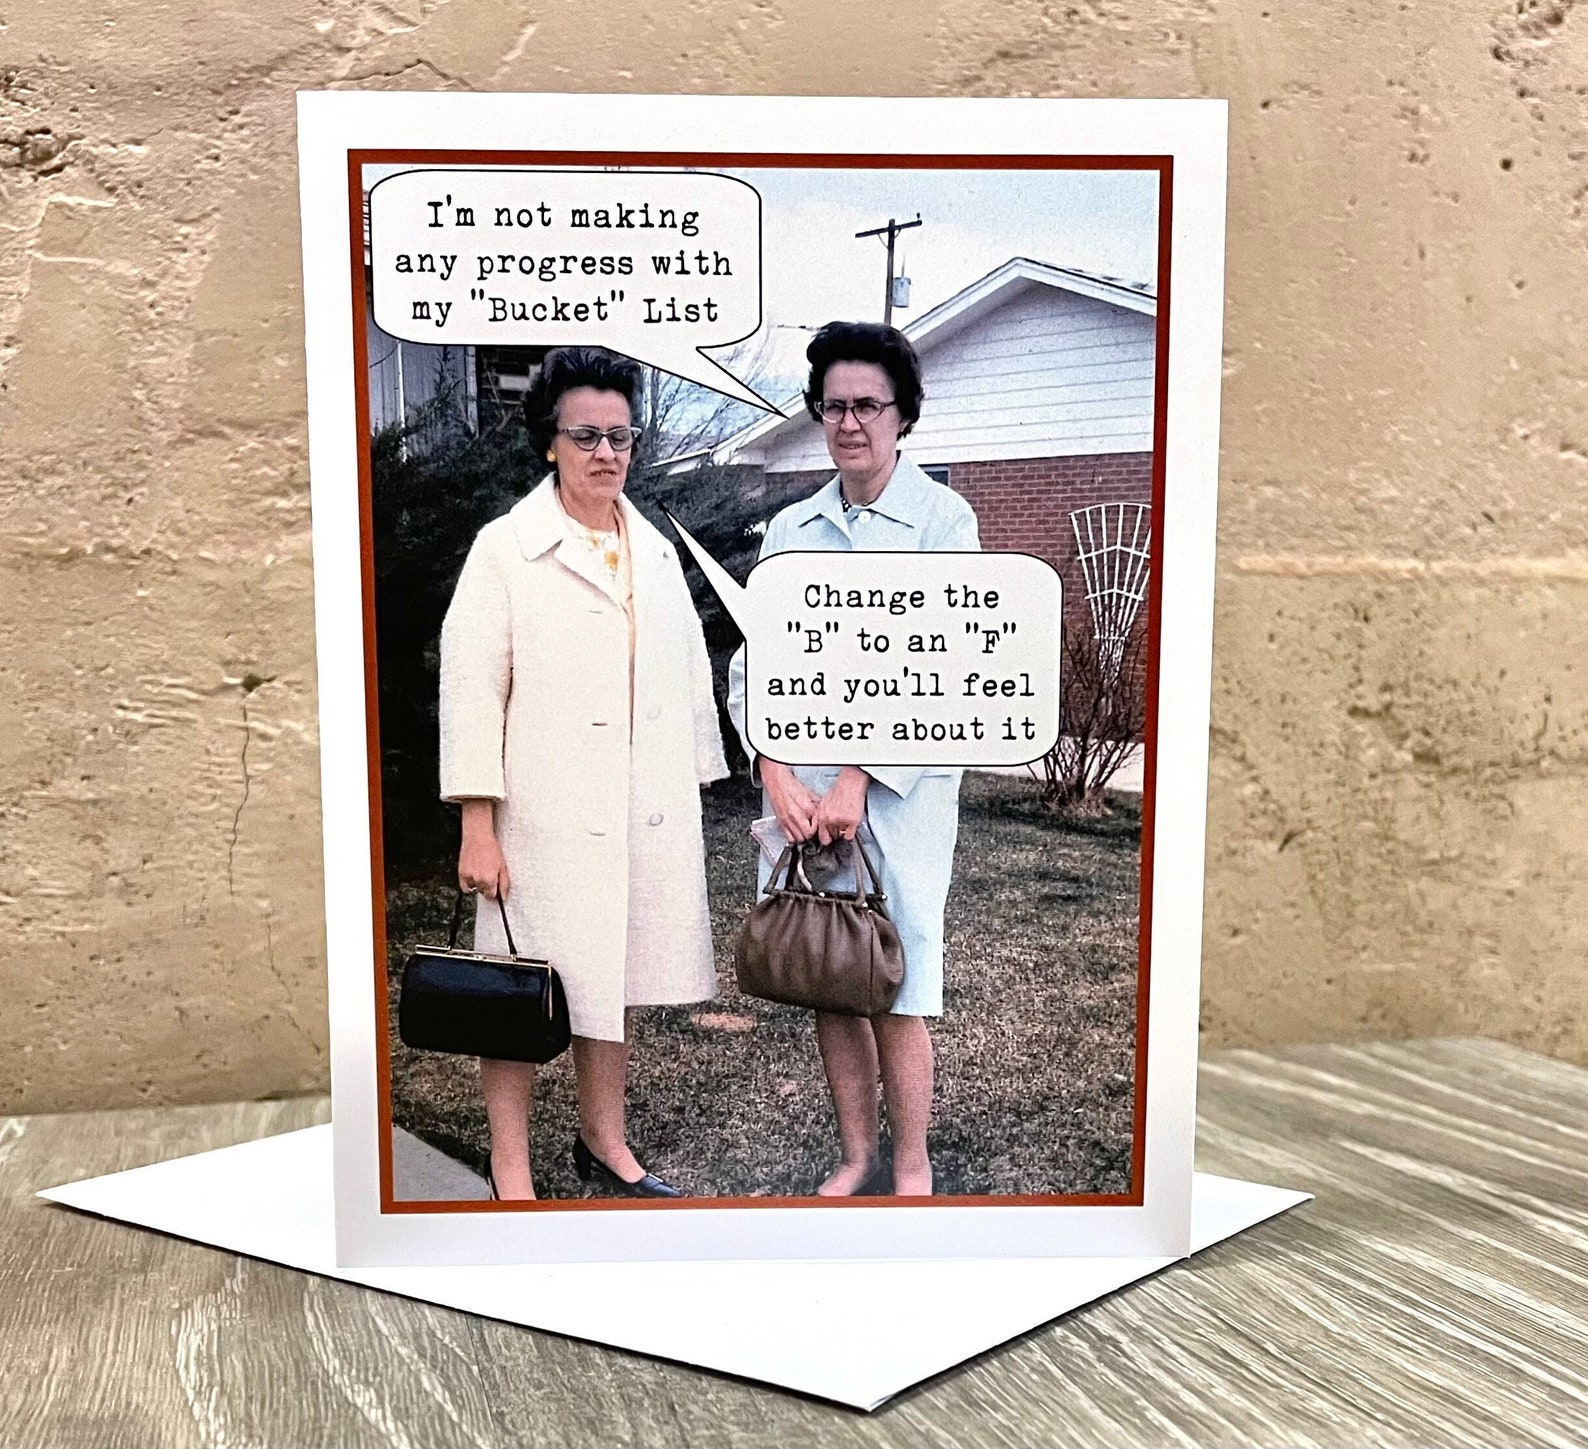 I'm not making
any progress with
my "Bucket" List
Change the
"B" to an "F"
and you'll feel
better about it